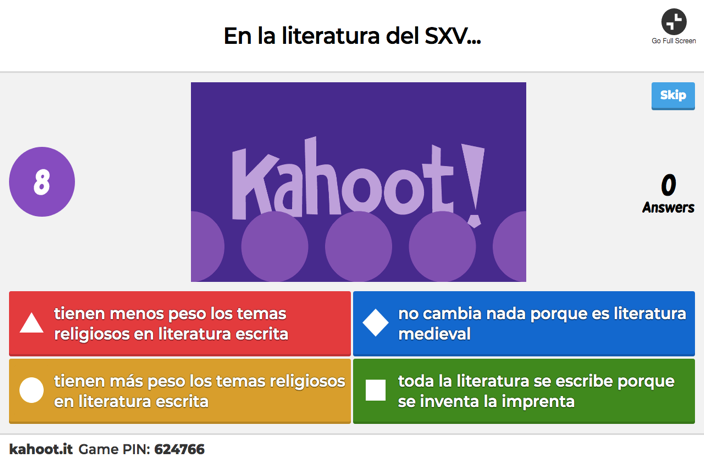 En la literatura del SXV...
Go Full Screen
Skip
Kahoot!
8
0
Answers
tienen menos peso los temas
religiosos en literatura escrita
no cambia nada porque es literatura
medieval
tienen más peso los temas religiosos
en literatura escrita
toda la literatura se escribe porque
se inventa la imprenta
kahoot.it Game PIN: 624766